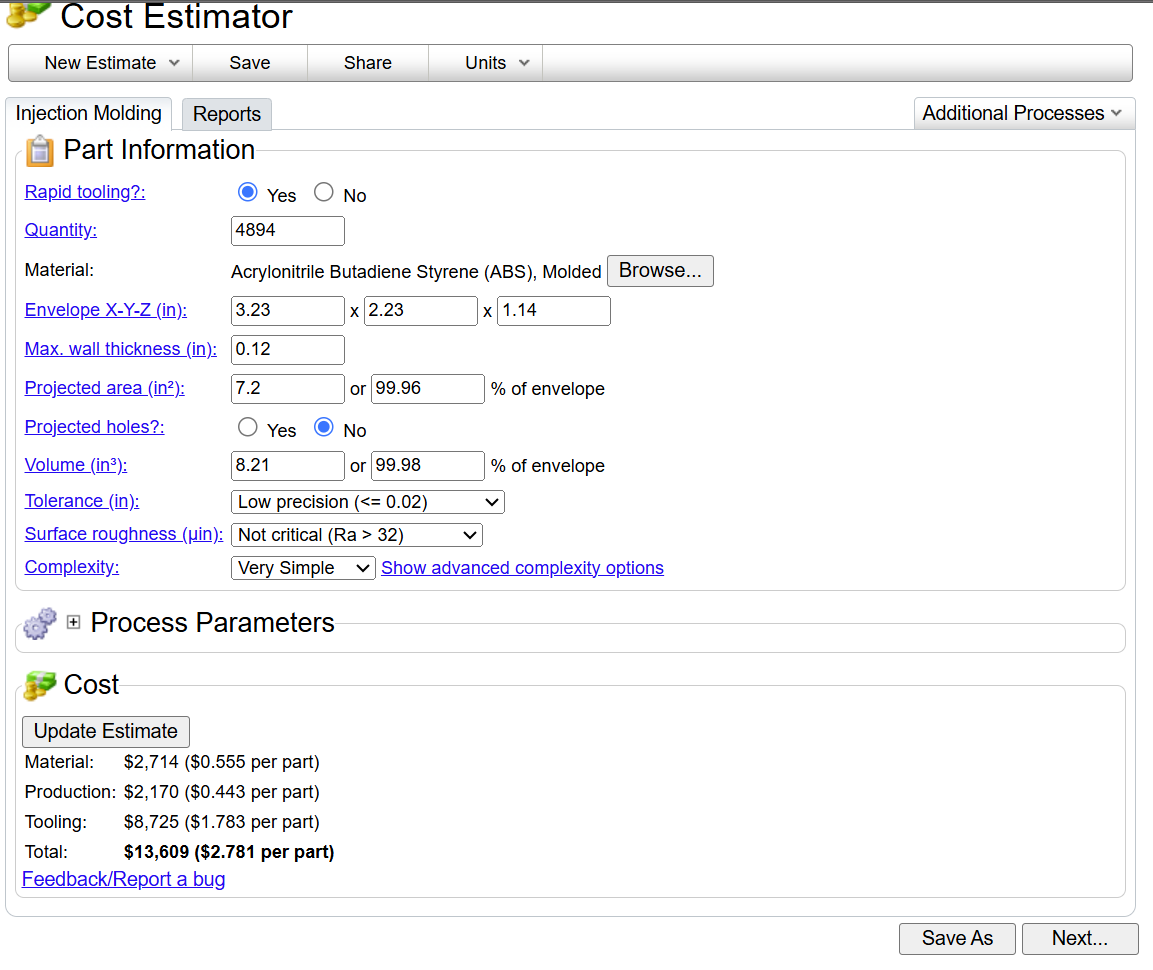 Cost Estimator
New Estimate Save Share Units
Injection Molding Reports Additional Processes
Part Information
Rapid tooling?: Yes No
Quantity: 4894
Material: Acrylonitrile Butadiene Styrene (ABS), Molded Browse...
Envelope X-Y-Z (in): 3.23 x 2.23 x 1.14
Max. wall thickness (in): 0.12
Projected area (in²): 7.2 or 99.96 % of envelope
Projected holes?: Yes No
Volume (in³): 8.21 or 99.98 % of envelope
Tolerance (in): Low precision (<= 0.02)
Surface roughness (µin): Not critical (Ra > 32)
Complexity: Very Simple Show advanced complexity options
Process Parameters
Cost
Update Estimate
Material: $2,714 ($0.555 per part)
Production: $2,170 ($0.443 per part)
Tooling: $8,725 ($1.783 per part)
Total: $13,609 ($2.781 per part)
Feedback/Report a bug
Save As Next...